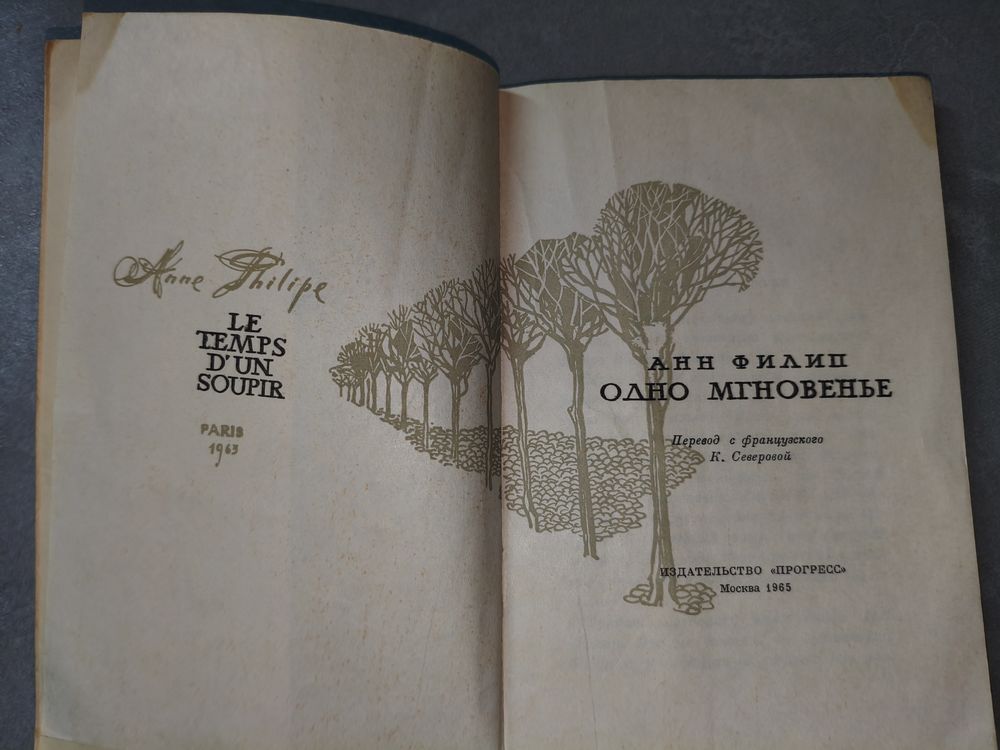 Anne Philipe
LE
TEMPS
D'UN
SOUPIR
PARIS
1963
АНН ФИЛИП
ОДНО МГНОВЕНЬЕ
Перевод с французского
К. Северовой
ИЗДАТЕЛЬСТВО «ПРОГРЕСС»
Москва 1965